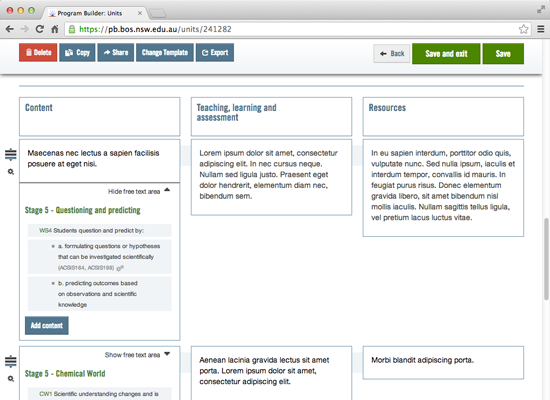 Program Builder: Units
https://pb.bos.nsw.edu.au/units/241282
Delete Copy Share Change Template Export Back Save and exit Save
Content
Teaching, learning and
assessment
Resources
Maecenas nec lectus a sapien facilisis
posuere at eget nisi.
Hide free text area
Stage 5 - Questioning and predicting
WS4 Students question and predict by:
a. formulating questions or hypotheses
that can be investigated scientifically
(ACSIS164, ACSIS198)
b. predicting outcomes based
on observations and scientific
knowledge
Add content
Lorem ipsum dolor sit amet, consectetur
adipiscing elit. In nec cursus neque.
Nullam sed ligula justo. Praesent eget
dolor hendrerit, elementum diam nec,
bibendum sem.
In eu sapien interdum, porttitor odio quis,
vulputate nunc. Sed nulla ipsum, iaculis et
interdum tempor, convallis id mauris. In
feugiat purus risus. Donec elementum
gravida libero, sit amet bibendum nisl
mollis iaculis. Nullam sagittis tellus ligula,
vel pretium lacus luctus vitae.
Show free text area
Stage 5 - Chemical World
CW1 Scientific understanding changes and is
Aenean lacinia gravida lectus sit amet
porta. Lorem ipsum dolor sit amet,
consectetur adipiscing elit.
Morbi blandit adipiscing porta.